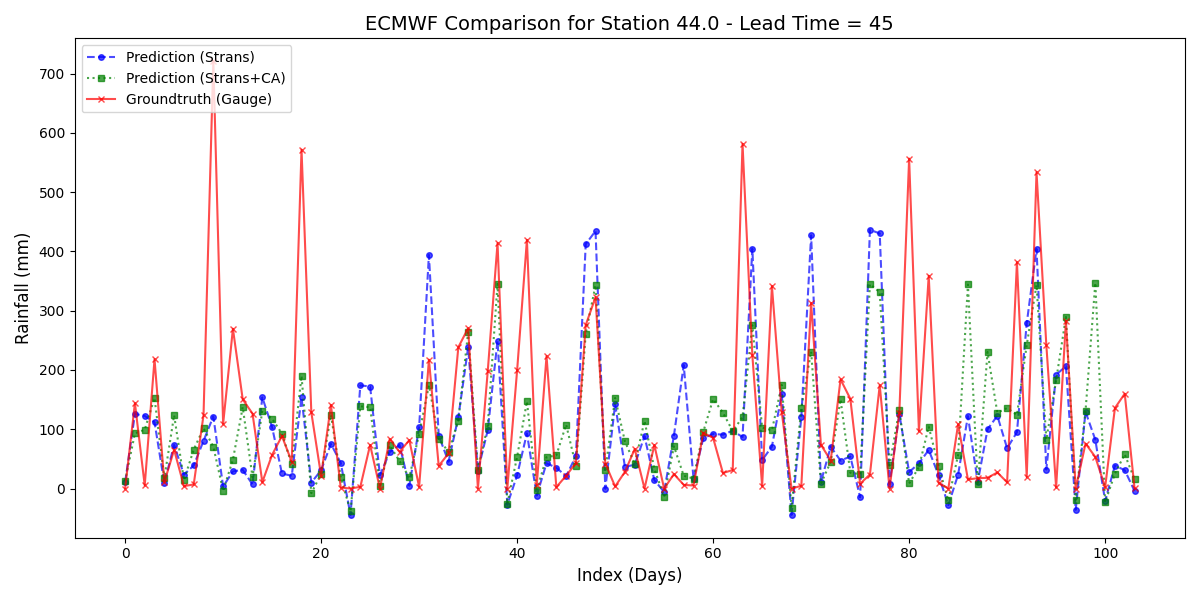 ECMWF Comparison for Station 44.0 - Lead Time = 45
Prediction (Strans)
Prediction (Strans+CA)
Groundtruth (Gauge)
Rainfall (mm)
700
600
500
400
300
200
100
0
0 20 40 60 80 100
Index (Days)